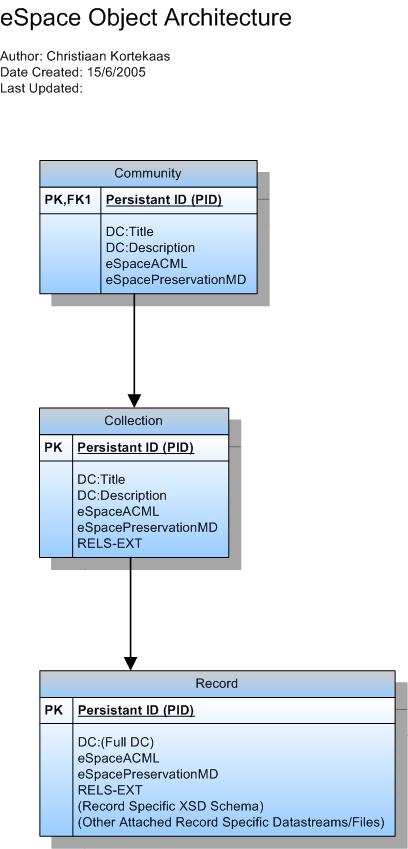 eSpace Object Architecture
Author: Christiaan Kortekaas
Date Created: 15/6/2005
Last Updated:
Community
PK,FK1 Persistant ID (PID)
DC:Title
DC:Description
eSpaceACML
eSpacePreservationMD
Collection
PK Persistant ID (PID)
DC:Title
DC:Description
eSpaceACML
eSpacePreservationMD
RELS-EXT
Record
PK Persistant ID (PID)
DC:(Full DC)
eSpaceACML
eSpacePreservationMD
RELS-EXT
(Record Specific XSD Schema)
(Other Attached Record Specific Datastreams/Files)